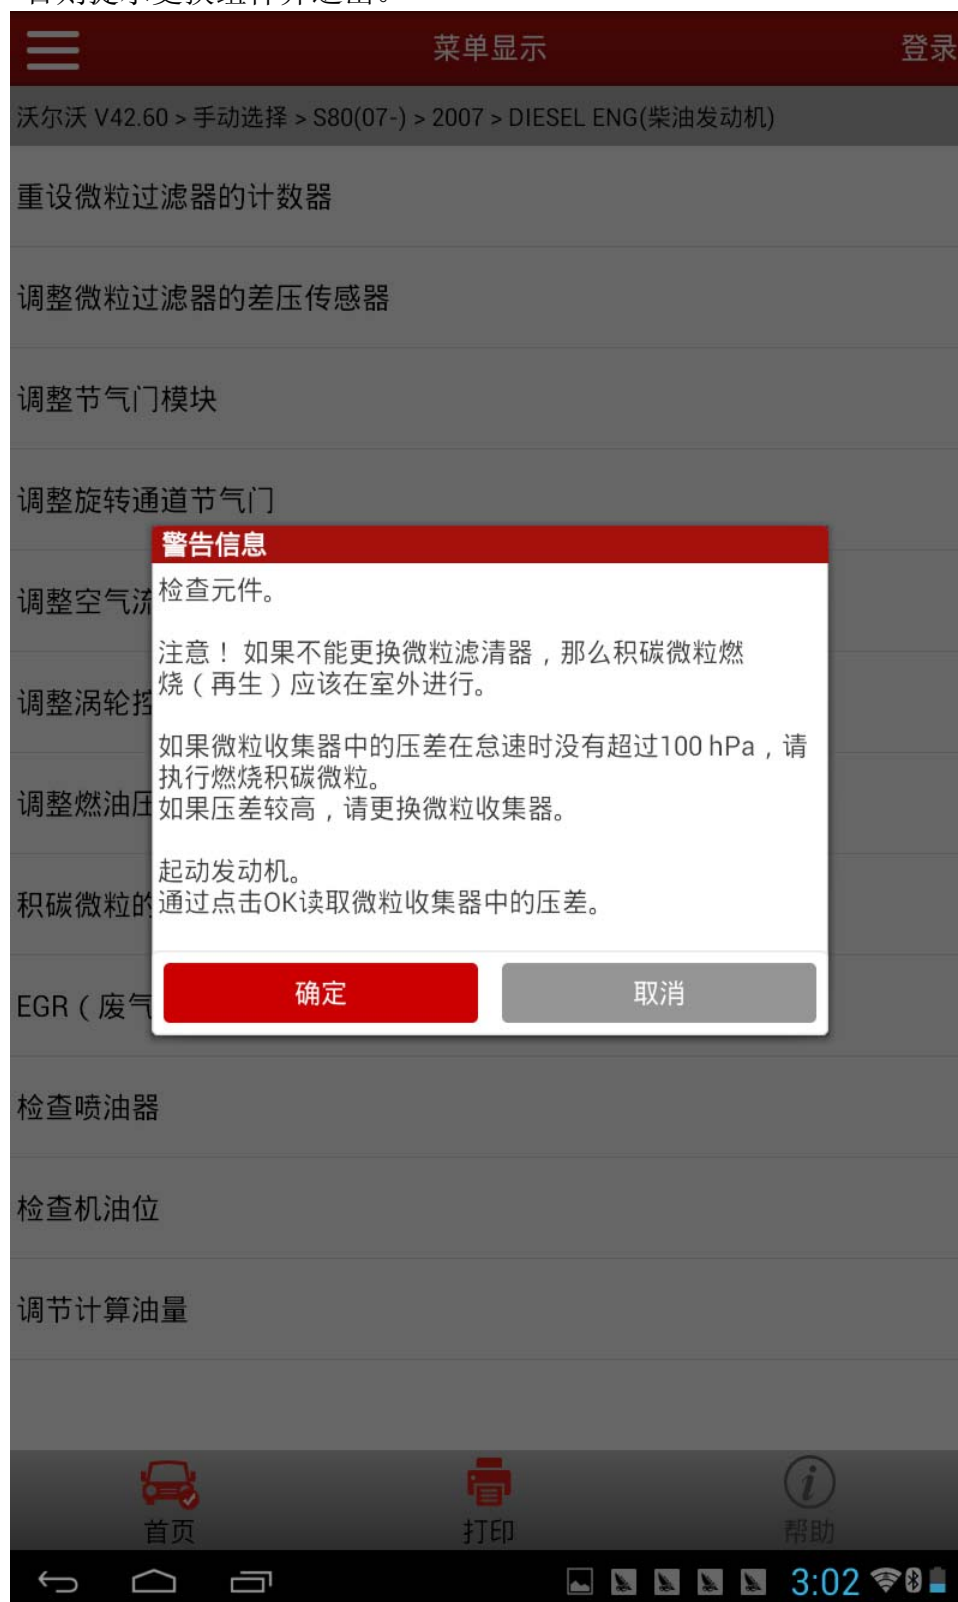 菜单显示
登录
沃尔沃 V42.60 > 手动选择 > S80(07-) > 2007 > DIESEL ENG(柴油发动机)
重设微粒过滤器的计数器
调整微粒过滤器的差压传感器
调整节气门模块
调整旋转通道节气门
警告信息
调整空气流
检查元件。
注意！ 如果不能更换微粒滤清器，那么积碳微粒燃
烧（再生）应该在室外进行。
调整涡轮控
如果微粒收集器中的压差在怠速时没有超过100 hPa，请
执行燃烧积碳微粒。
如果压差较高，请更换微粒收集器。
调整燃油压
起动发动机。
通过点击OK读取微粒收集器中的压差。
积碳微粒的
确定
取消
EGR（废气
检查喷油器
检查机油位
调节计算油量
首页
打印
帮助
3:02